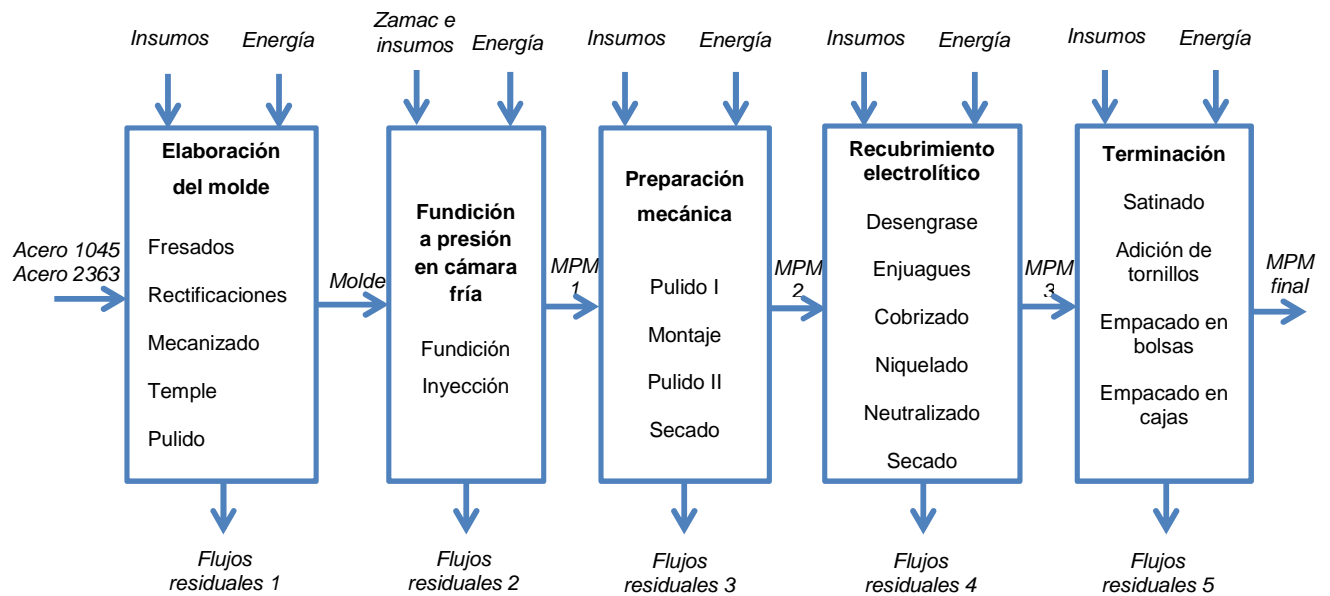 Insumos
Energía
Zamac e
insumos
Energía
Insumos
Energía
Insumos
Energía
Insumos
Energía
Acero 1045
Acero 2363
Elaboración
del molde
Fresados
Rectificaciones
Mecanizado
Temple
Pulido
Molde
Fundición
a presión
en cámara
fría
Fundición
Inyección
MPM
1
Preparación
mecánica
Pulido I
Montaje
Pulido II
Secado
MPM
2
Recubrimiento
electrolítico
Desengrase
Enjuagues
Cobrizado
Niquelado
Neutralizado
Secado
MPM
3
Terminación
Satinado
Adición de
tornillos
Empacado en
bolsas
Empacado en
cajas
MPM
final
Flujos
residuales 1
Flujos
residuales 2
Flujos
residuales 3
Flujos
residuales 4
Flujos
residuales 5